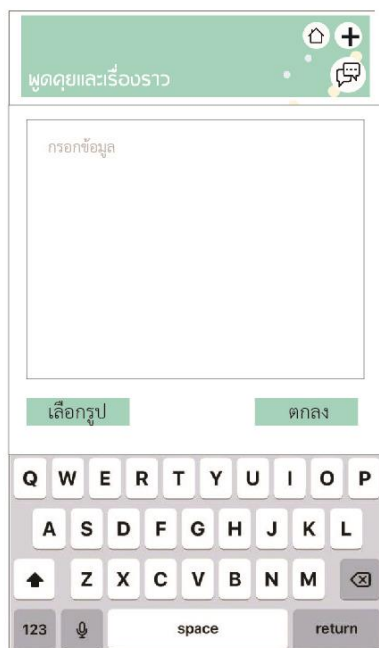 พูดคุยและเรื่องราว
กรอกข้อมูล
เลือกรูป ตกลง
Q W E R T Y U I O P
A S D F G H J K L
Z X C V B N M
123 space return